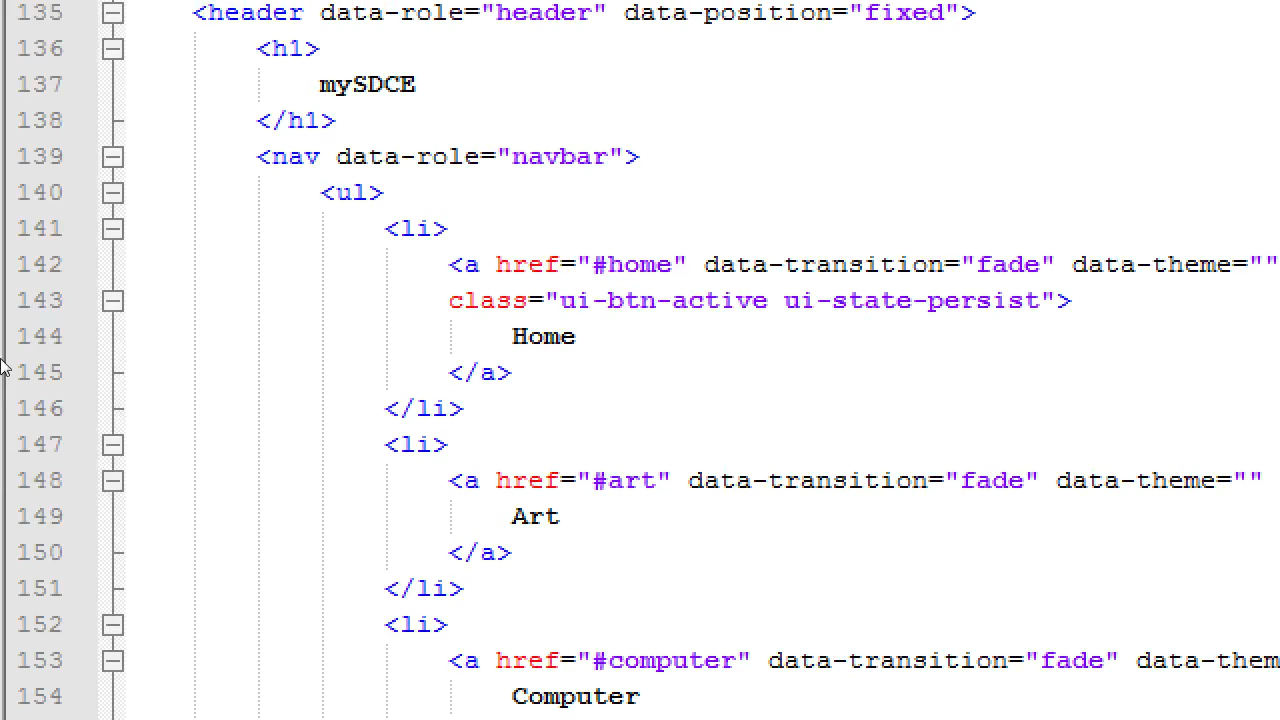 135 <header data-role="header" data-position="fixed">
136 <h1>
137 mySDCE
138 </h1>
139 <nav data-role="navbar">
140 <ul>
141 <li>
142 <a href="#home" data-transition="fade" data-theme=""
143 class="ui-btn-active ui-state-persist">
144 Home
145 </a>
146 </li>
147 <li>
148 <a href="#art" data-transition="fade" data-theme=""
149 Art
150 </a>
151 </li>
152 <li>
153 <a href="#computer" data-transition="fade" data-them
154 Computer